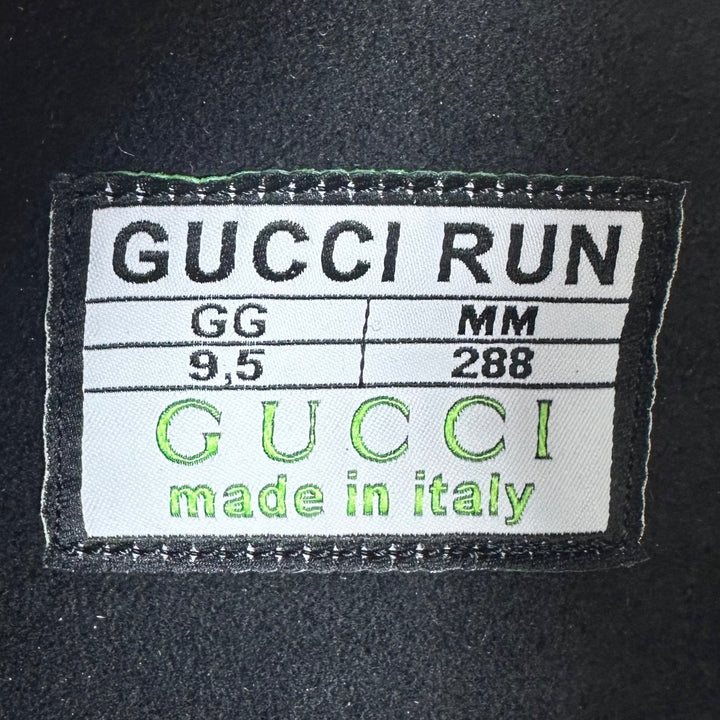 GUCCI RUN
GG MM
9,5 288
GUCCI
made in italy